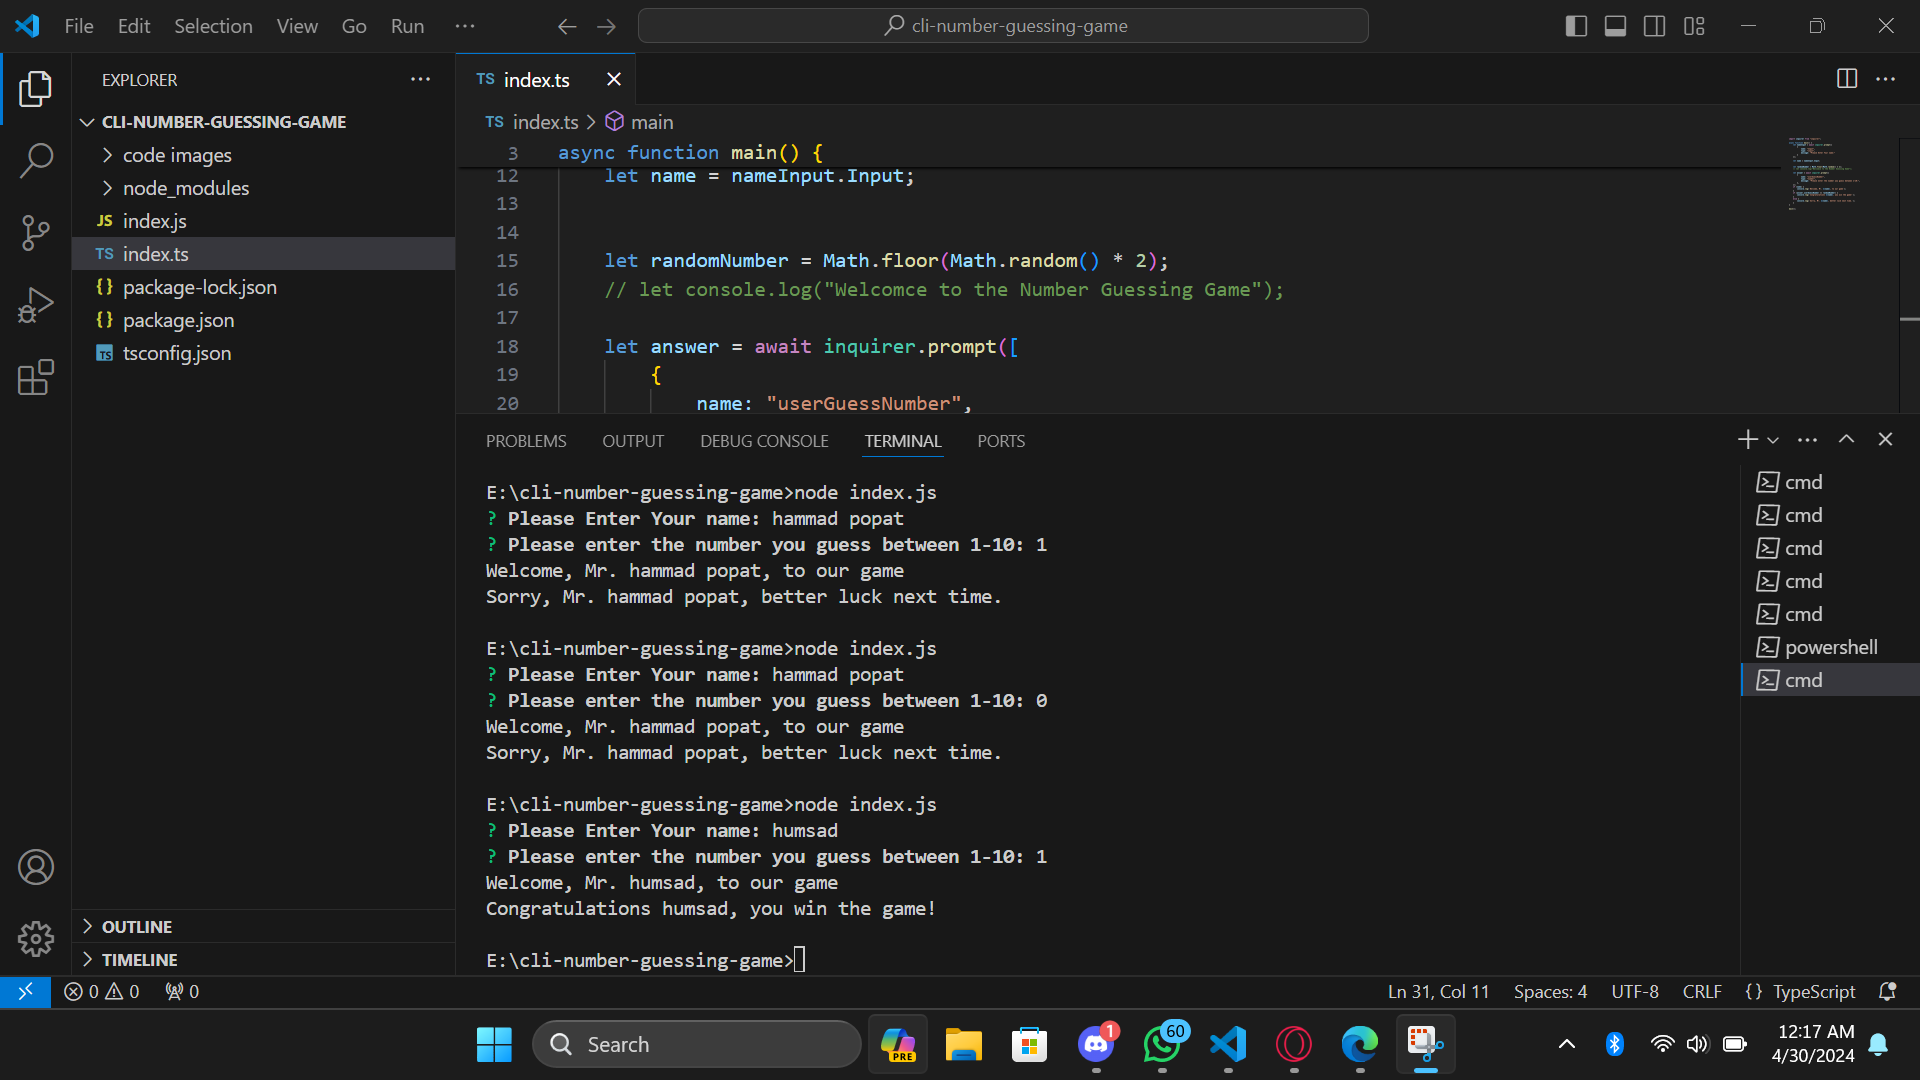 File Edit Selection View Go Run
cli-number-guessing-game
EXPLORER
CLI-NUMBER-GUESSING-GAME
code images
node_modules
JS index.js
TS index.ts
{} package-lock.json
{} package.json
TS tsconfig.json
OUTLINE
TIMELINE
TS index.ts
TS index.ts > main
3 async function main() {
12 let name = nameInput.Input;
13
14
15 let randomNumber = Math.floor(Math.random() * 2);
16 // let console.log("Welcomce to the Number Guessing Game");
17
18 let answer = await inquirer.prompt([
19 {
20 name: "userGuessNumber",
PROBLEMS OUTPUT DEBUG CONSOLE TERMINAL PORTS
E:\cli-number-guessing-game>node index.js
? Please Enter Your name: hammad popat
? Please enter the number you guess between 1-10: 1
Welcome, Mr. hammad popat, to our game
Sorry, Mr. hammad popat, better luck next time.
E:\cli-number-guessing-game>node index.js
? Please Enter Your name: hammad popat
? Please enter the number you guess between 1-10: 0
Welcome, Mr. hammad popat, to our game
Sorry, Mr. hammad popat, better luck next time.
E:\cli-number-guessing-game>node index.js
? Please Enter Your name: humsad
? Please enter the number you guess between 1-10: 1
Welcome, Mr. humsad, to our game
Congratulations humsad, you win the game!
E:\cli-number-guessing-game>
cmd
cmd
cmd
cmd
cmd
powershell
cmd
0 0 0
Ln 31, Col 11 Spaces: 4 UTF-8 CRLF {} TypeScript
Search
PRE
1
60
12:17 AM
4/30/2024